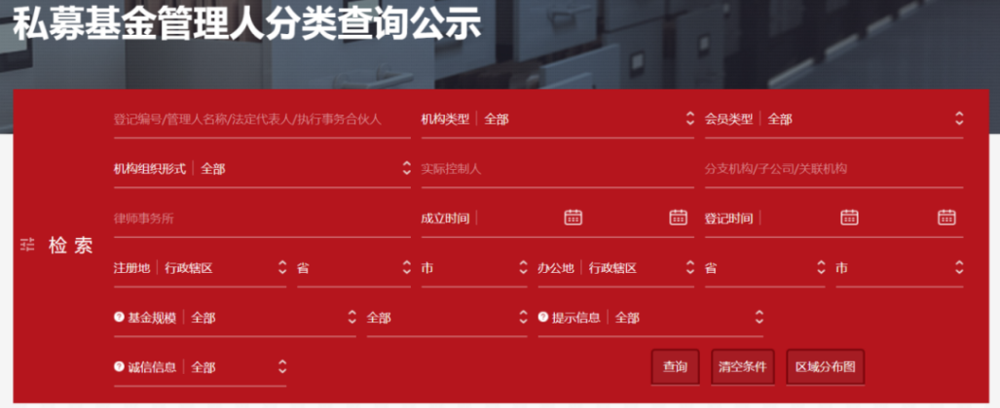 私募基金管理人分类查询公示
登记编号/管理人名称/法定代表人/执行事务合伙人 机构类型 全部 会员类型 全部
机构组织形式 全部 实际控制人 分支机构/子公司/关联机构
律师事务所 成立时间 登记时间
检索
注册地 行政辖区 省 市 办公地 行政辖区 省 市
基金规模 全部 全部 提示信息 全部
诚信信息 全部 查询 清空条件 区域分布图